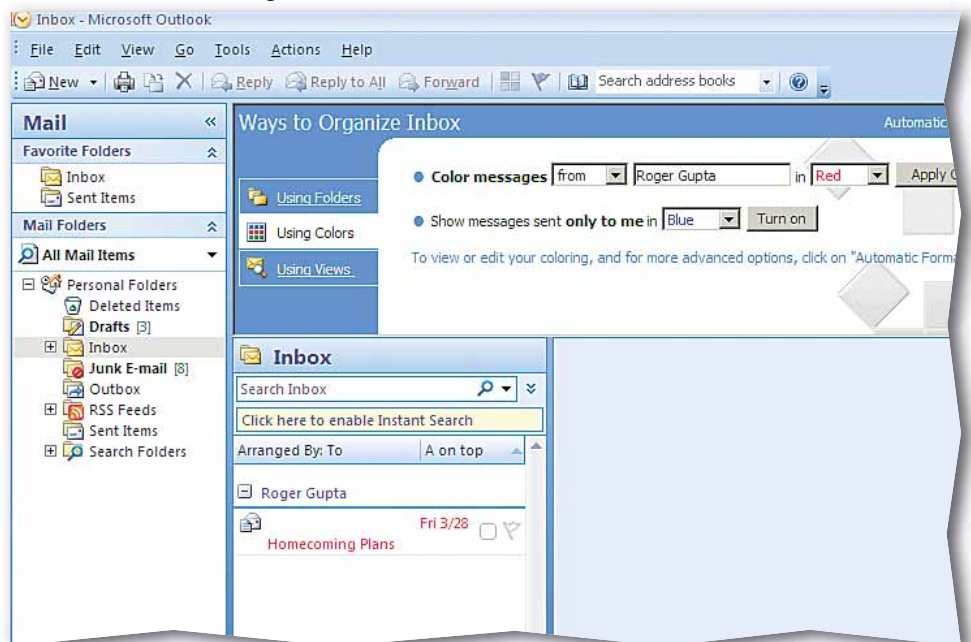 Inbox - Microsoft Outlook
File Edit View Go Tools Actions Help
New Reply Reply to All Forward Search address books
Mail «
Favorite Folders
Inbox
Sent Items
Mail Folders
All Mail Items
Personal Folders
Deleted Items
Drafts [3]
Inbox
Junk E-mail [8]
Outbox
RSS Feeds
Sent Items
Search Folders
Ways to Organize Inbox Automatic
Using Folders
Using Colors
Using Views
Color messages from Roger Gupta in Red Apply
Show messages sent only to me in Blue Turn on
To view or edit your coloring, and for more advanced options, click on "Automatic Forma
Inbox
Search Inbox
Click here to enable Instant Search
Arranged By: To A on top
Roger Gupta
Fri 3/28
Homecoming Plans